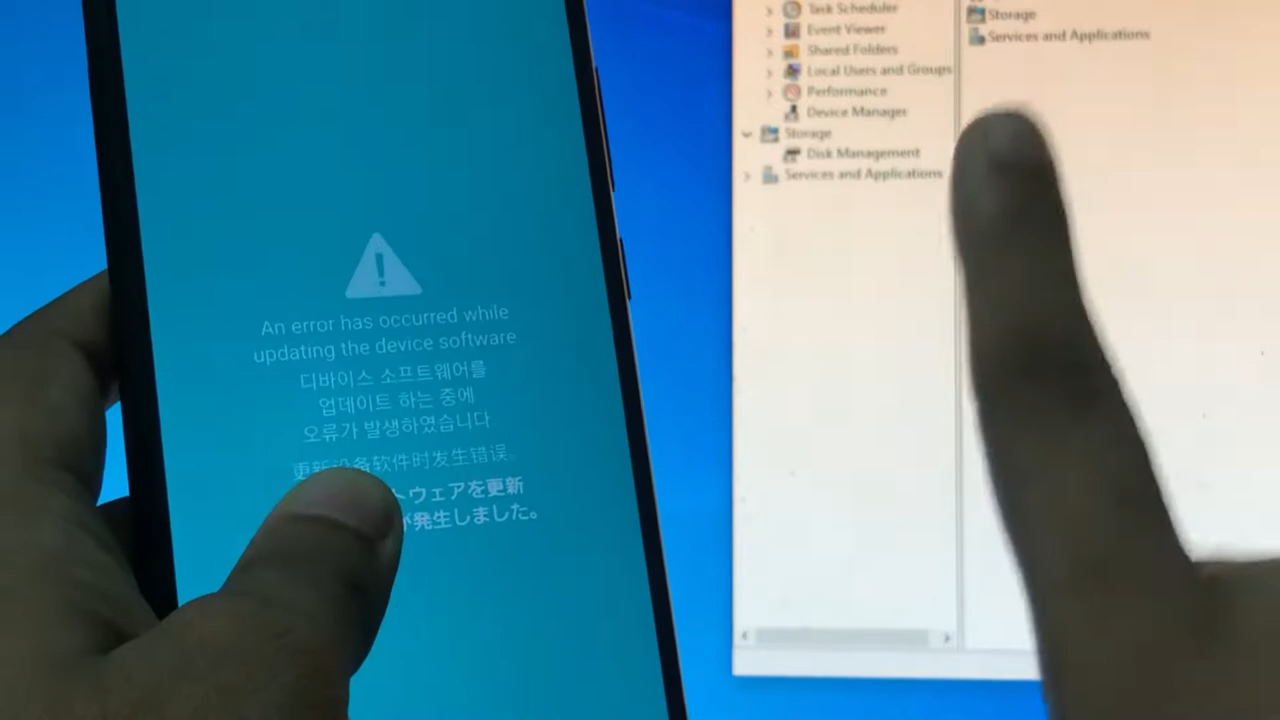 An error has occurred while
updating the device software
디바이스 소프트웨어를
업데이트 하는 중에
오류가 발생하였습니다.
更新设备软件时发生错误。
トウェアを更新
が発生しました。
Task Scheduler
Event Viewer
Shared Folders
Local Users and Groups
Performance
Device Manager
Storage
Disk Management
Services and Applications
Storage
Services and Applications